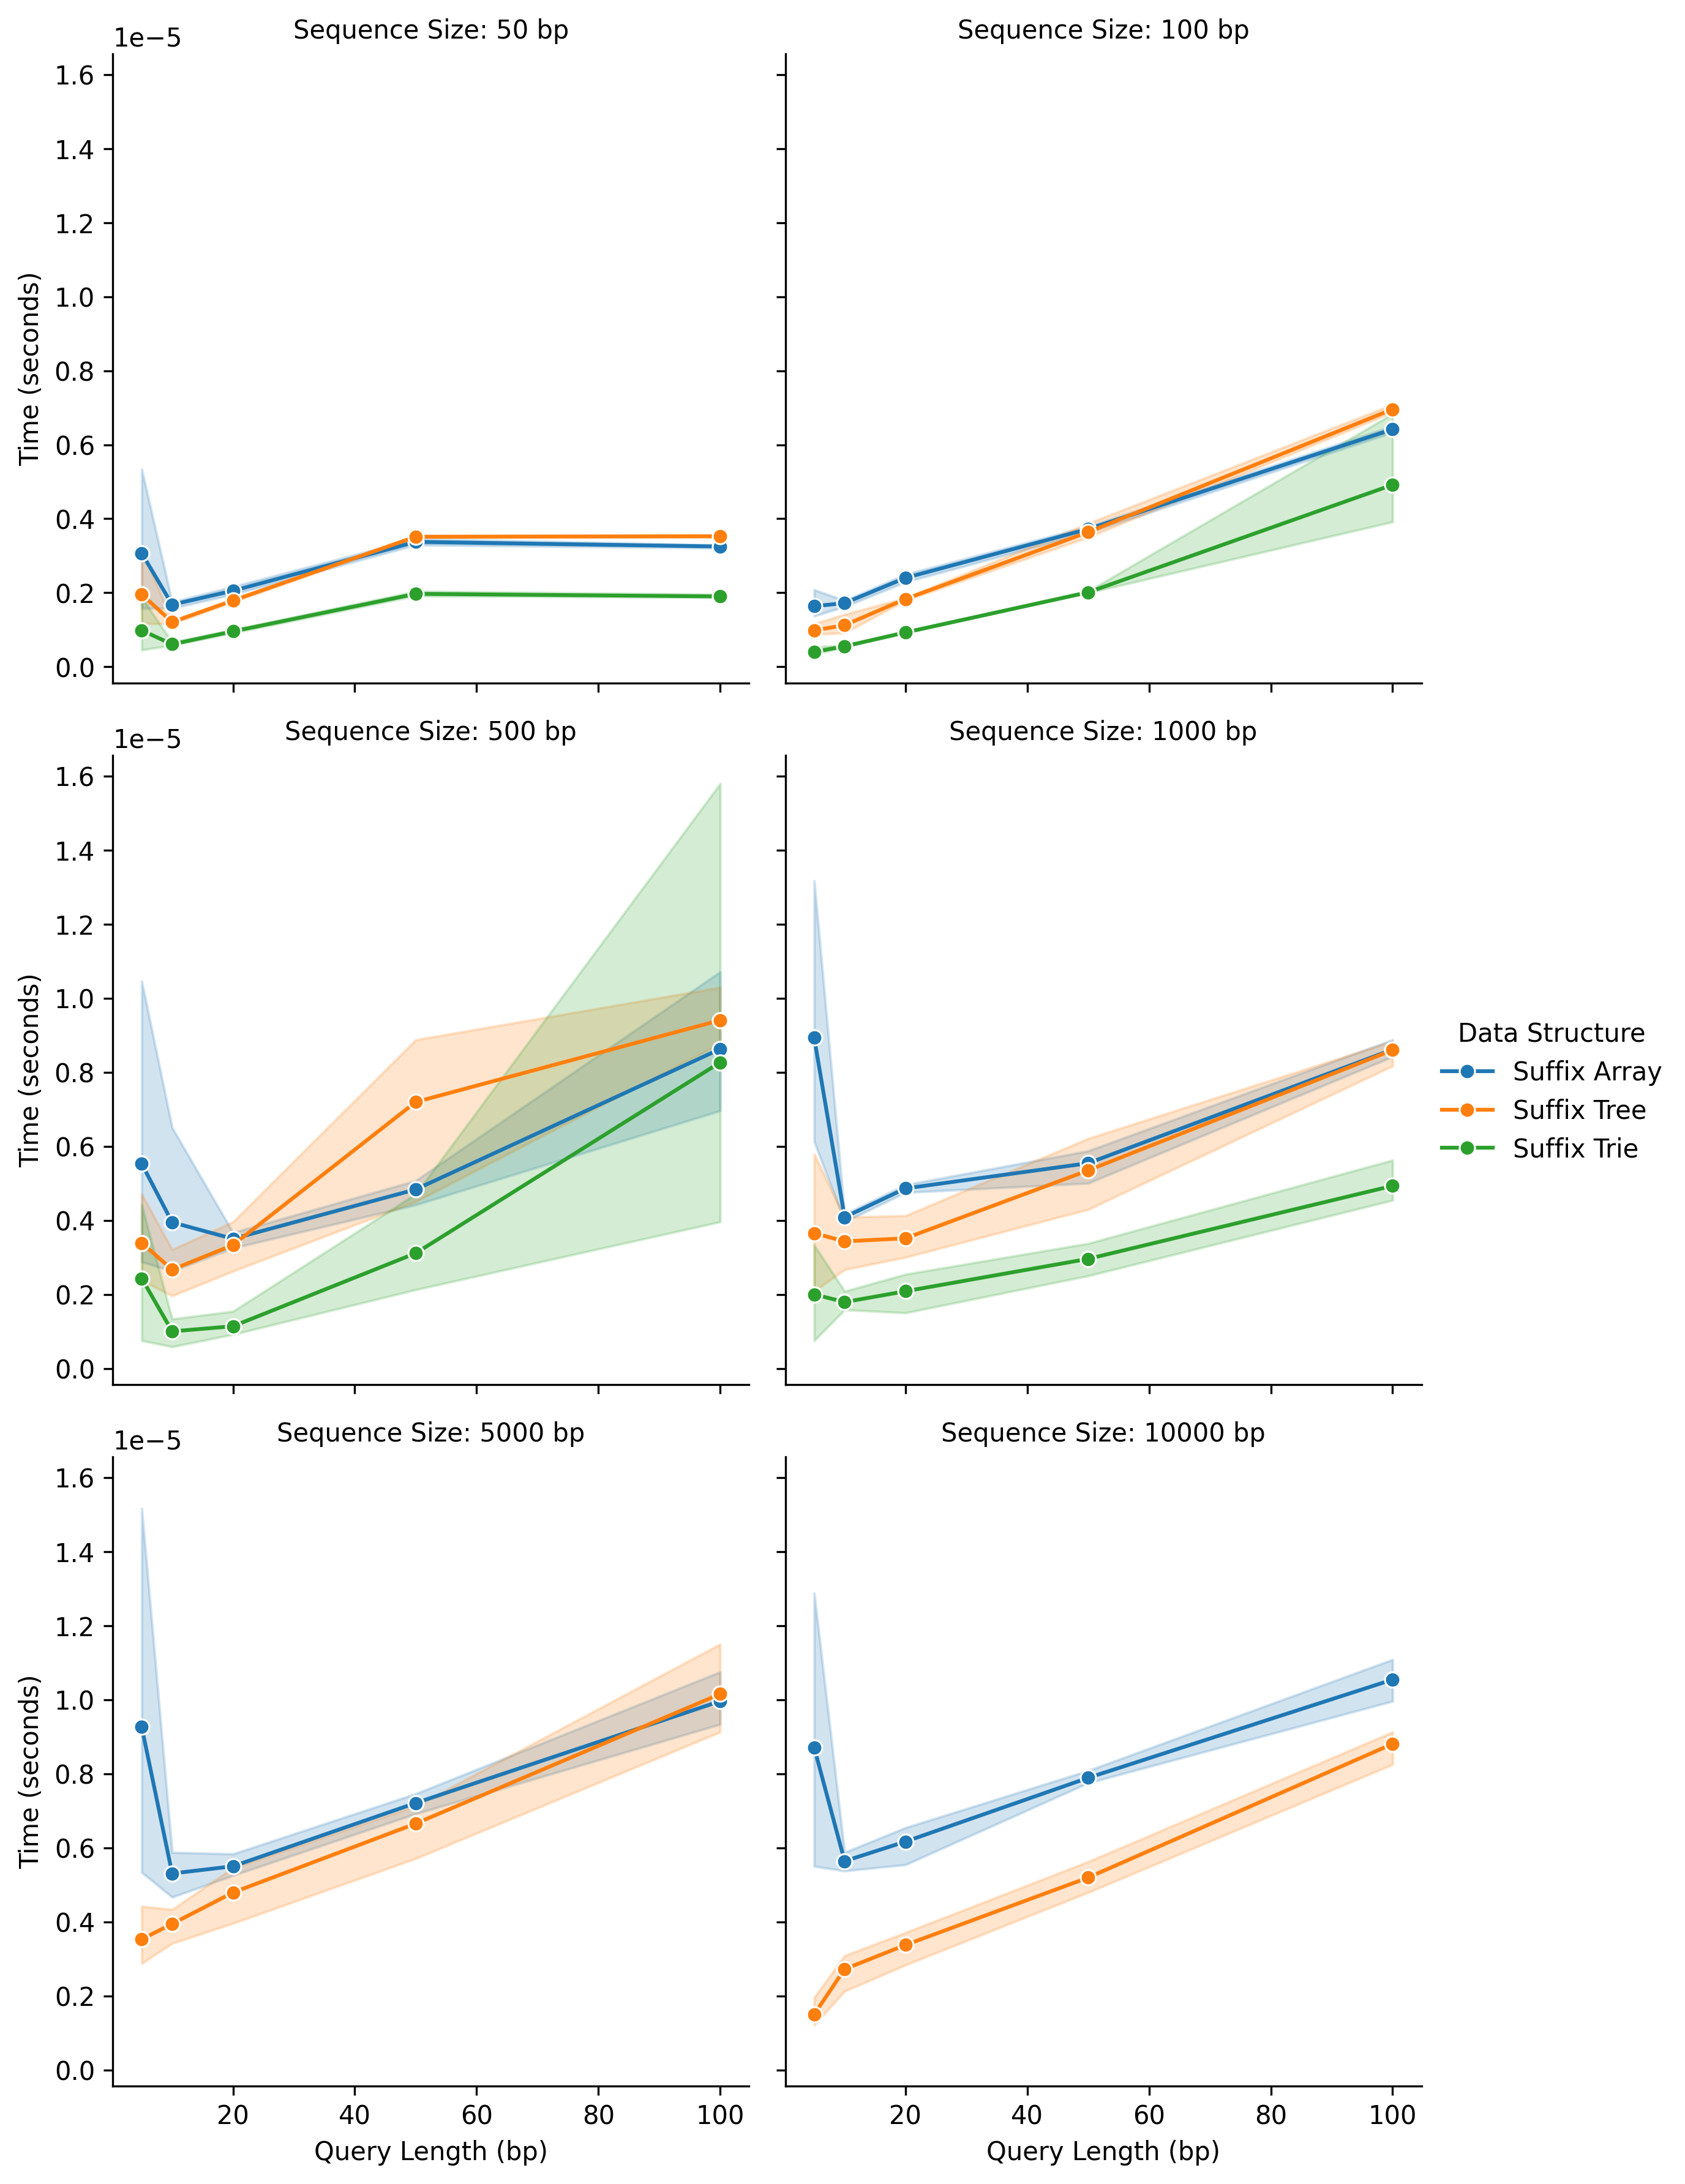 Sequence Size: 50 bp
1e−5
1.6
1.4
1.2
1.0
0.8
0.6
0.4
0.2
0.0
Time (seconds)
Sequence Size: 100 bp
Sequence Size: 500 bp
1e−5
1.6
1.4
1.2
1.0
0.8
0.6
0.4
0.2
0.0
Time (seconds)
Sequence Size: 1000 bp
Data Structure
Suffix Array
Suffix Tree
Suffix Trie
Sequence Size: 5000 bp
1e−5
1.6
1.4
1.2
1.0
0.8
0.6
0.4
0.2
0.0
Time (seconds)
20 40 60 80 100
Query Length (bp)
Sequence Size: 10000 bp
20 40 60 80 100
Query Length (bp)